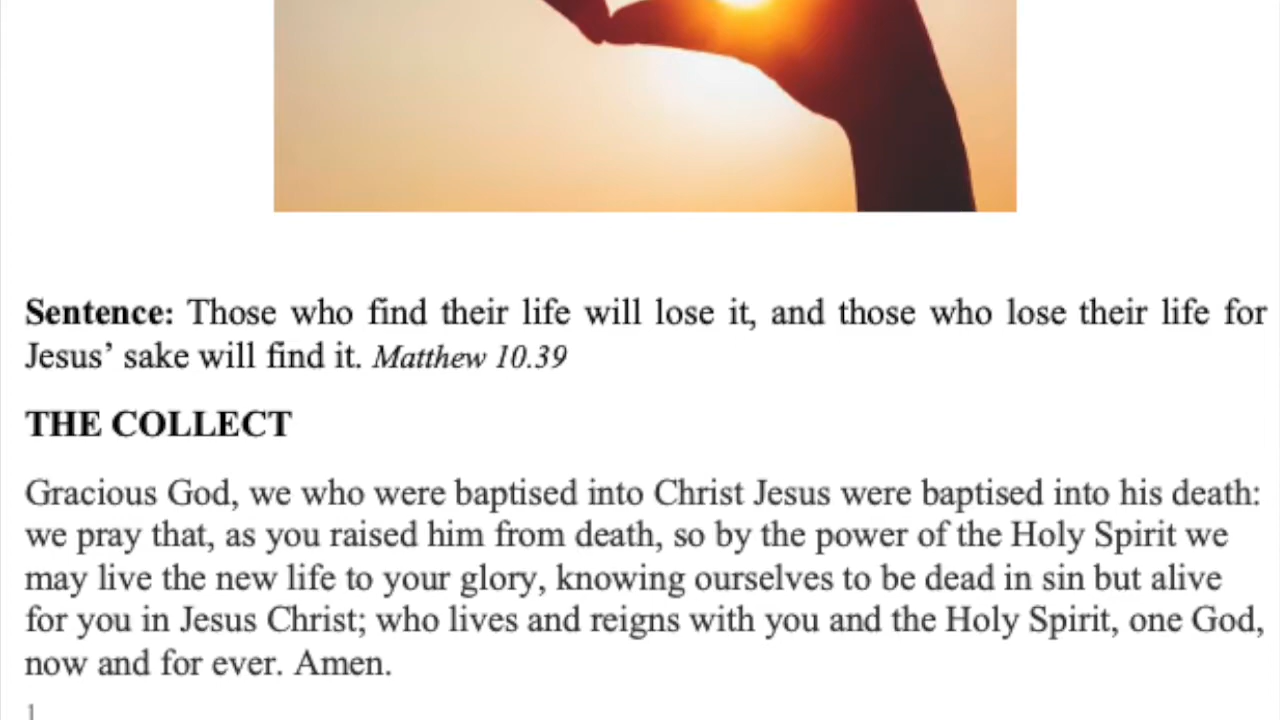 Sentence: Those who find their life will lose it, and those who lose their life for
Jesus’ sake will find it. Matthew 10.39
THE COLLECT
Gracious God, we who were baptised into Christ Jesus were baptised into his death:
we pray that, as you raised him from death, so by the power of the Holy Spirit we
may live the new life to your glory, knowing ourselves to be dead in sin but alive
for you in Jesus Christ; who lives and reigns with you and the Holy Spirit, one God,
now and for ever. Amen.
1